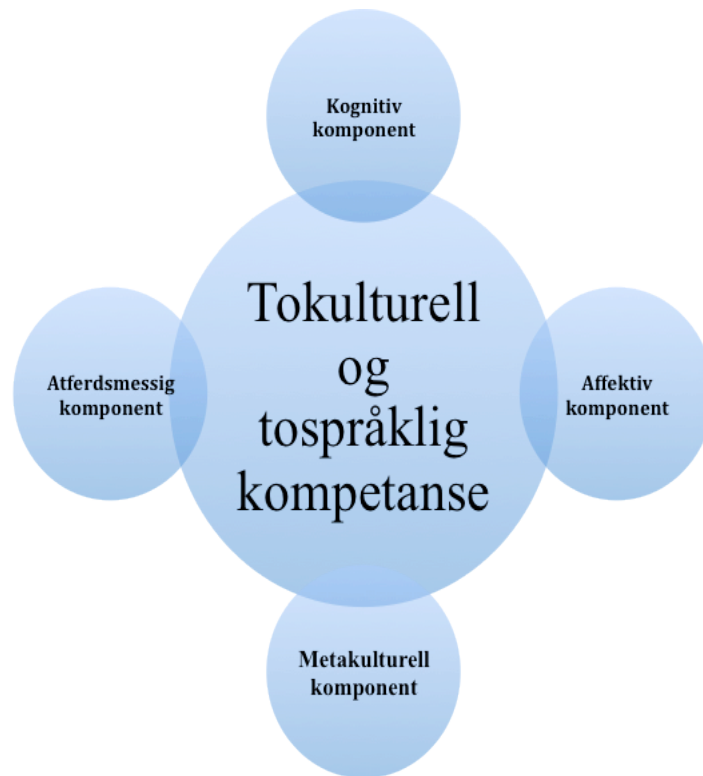 Kognitiv
komponent
Tokulturell
og
tospråklig
kompetanse
Atferdsmessig
komponent
Affektiv
komponent
Metakulturell
komponent